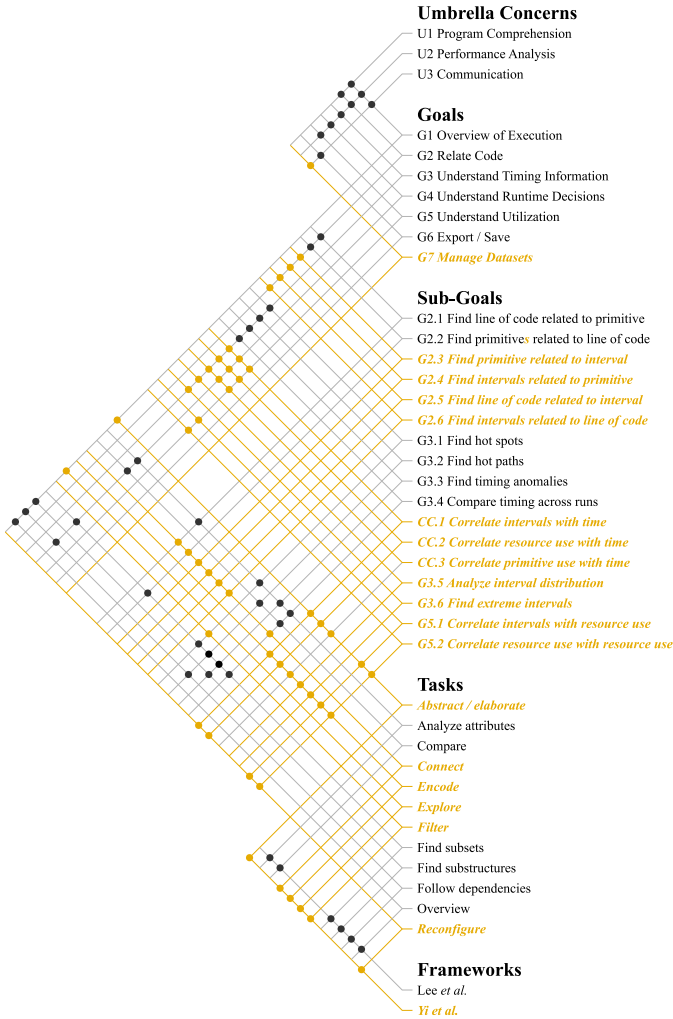 Umbrella Concerns
U1 Program Comprehension
U2 Performance Analysis
U3 Communication
Goals
G1 Overview of Execution
G2 Relate Code
G3 Understand Timing Information
G4 Understand Runtime Decisions
G5 Understand Utilization
G6 Export / Save
G7 Manage Datasets
Sub-Goals
G2.1 Find line of code related to primitive
G2.2 Find primitives related to line of code
G2.3 Find primitive related to interval
G2.4 Find intervals related to primitive
G2.5 Find line of code related to interval
G2.6 Find intervals related to line of code
G3.1 Find hot spots
G3.2 Find hot paths
G3.3 Find timing anomalies
G3.4 Compare timing across runs
CC.1 Correlate intervals with time
CC.2 Correlate resource use with time
CC.3 Correlate primitive use with time
G3.5 Analyze interval distribution
G3.6 Find extreme intervals
G5.1 Correlate intervals with resource use
G5.2 Correlate resource use with resource use
Tasks
Abstract / elaborate
Analyze attributes
Compare
Connect
Encode
Explore
Filter
Find subsets
Find substructures
Follow dependencies
Overview
Reconfigure
Frameworks
Lee et al.
Yi et al.